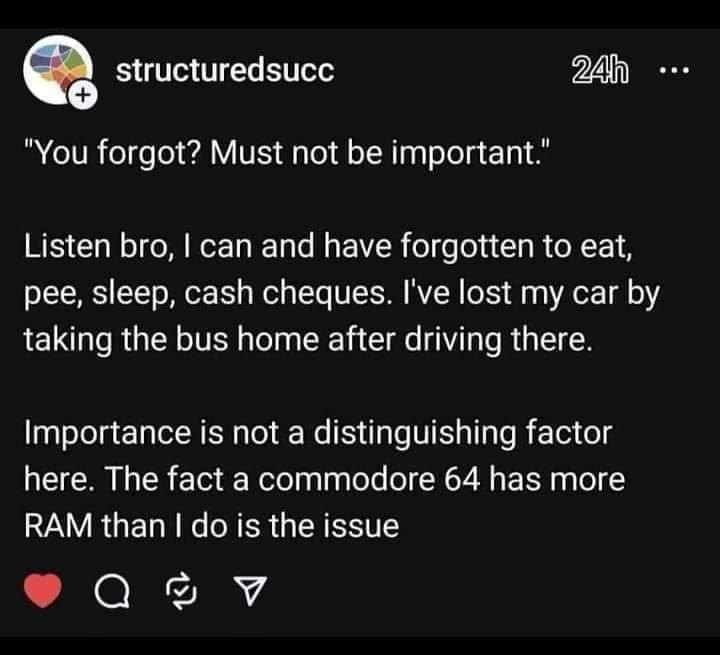 structuredsucc 24h
"You forgot? Must not be important."
Listen bro, I can and have forgotten to eat,
pee, sleep, cash cheques. I've lost my car by
taking the bus home after driving there.
Importance is not a distinguishing factor
here. The fact a commodore 64 has more
RAM than I do is the issue